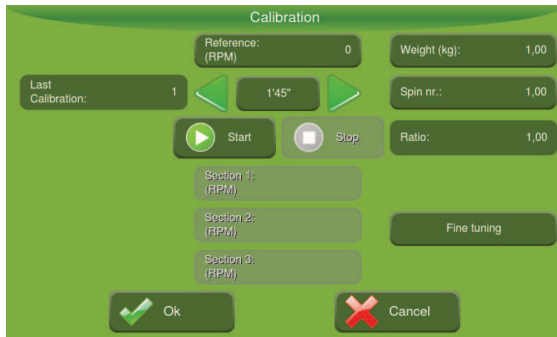 Calibration
Reference:
(RPM)
0
Weight (kg):
1,00
Last
Calibration:
1
1'45"
Spin nr.:
1,00
Start
Stop
Ratio:
1,00
Section 1:
(RPM)
Section 2:
(RPM)
Fine tuning
Section 3:
(RPM)
Ok
Cancel